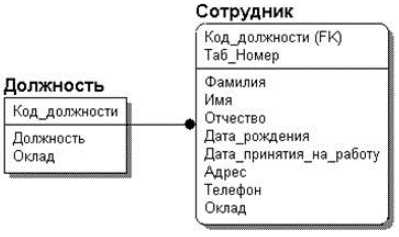 Сотрудник
Код_должности (FK)
Таб_Номер
Фамилия
Имя
Отчество
Дата_рождения
Дата_принятия_на_работу
Адрес
Телефон
Оклад
Должность
Код_должности
Должность
Оклад